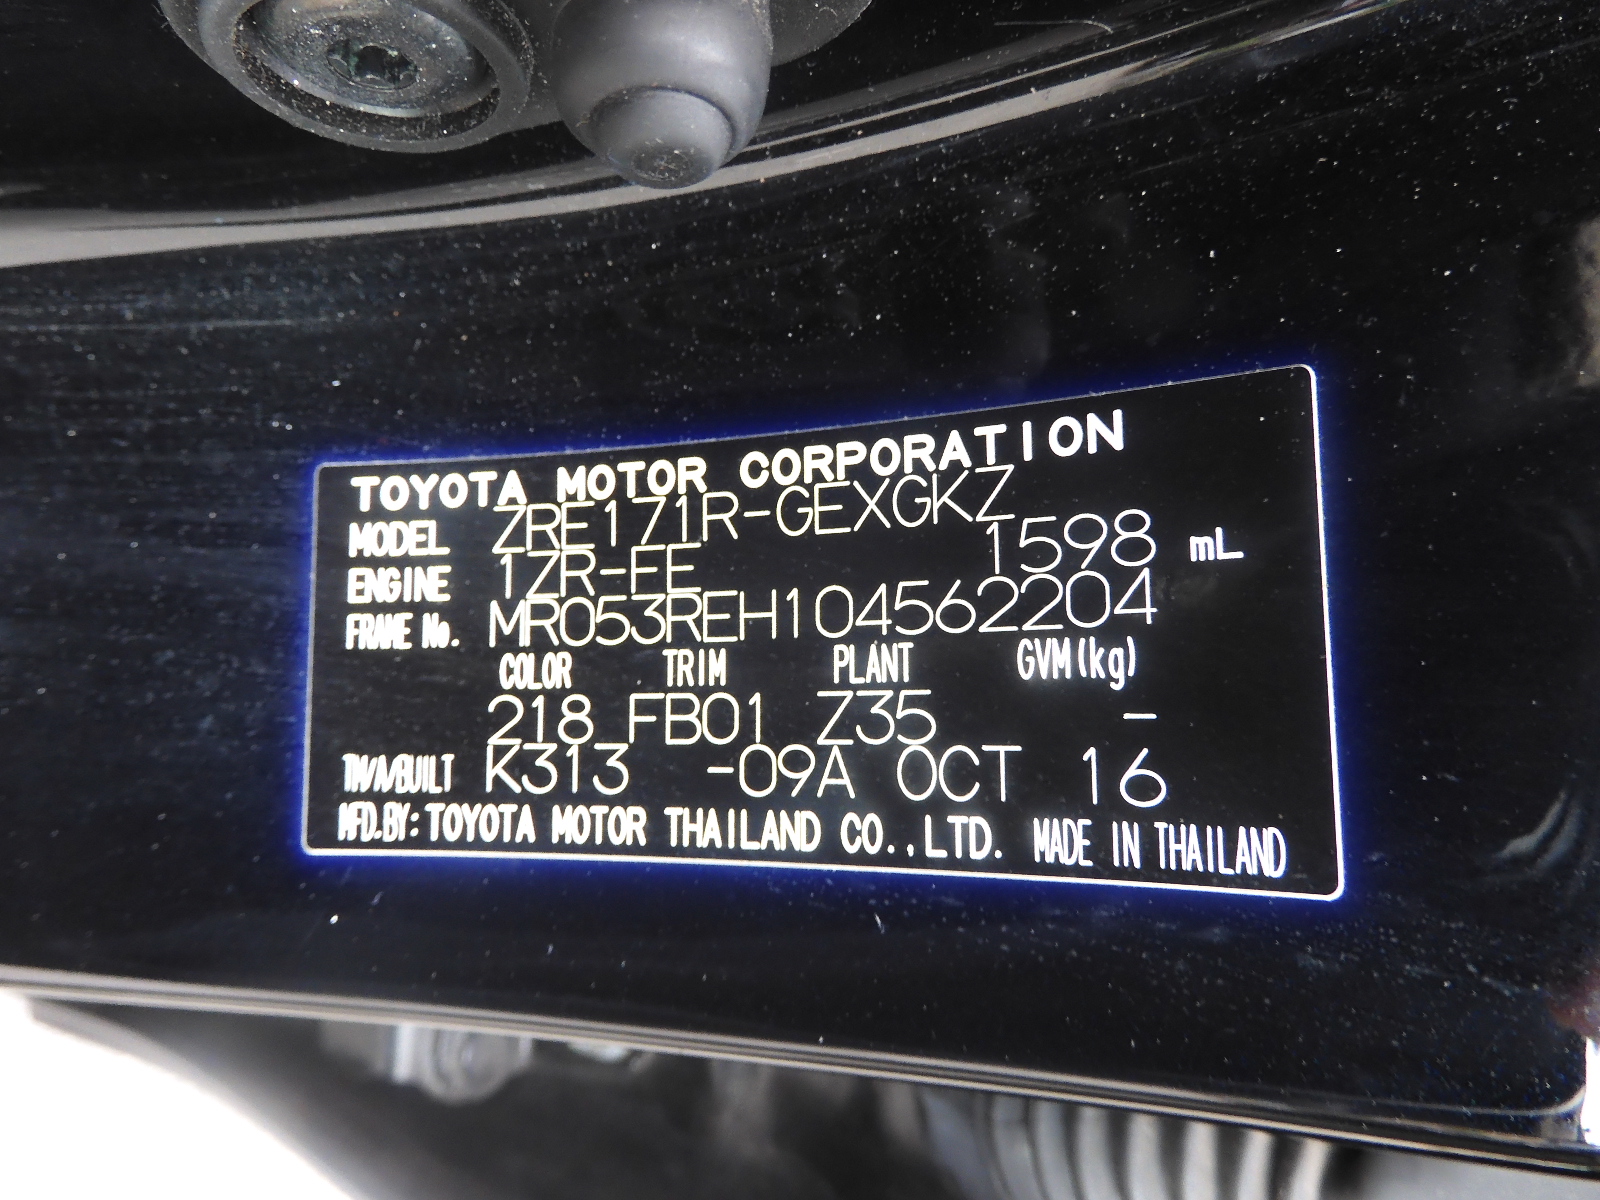 TOYOTA MOTOR CORPORATION
MODEL ZRE171R-GEXGKZ
ENGINE 1ZR-FE 1598 mL
FRAME No. MR053REH104562204
COLOR TRIM PLANT GVM(kg)
218 FB01 Z35 -
TM/A/BUILT K313 -09A OCT 16
MFD.BY: TOYOTA MOTOR THAILAND CO.,LTD. MADE IN THAILAND